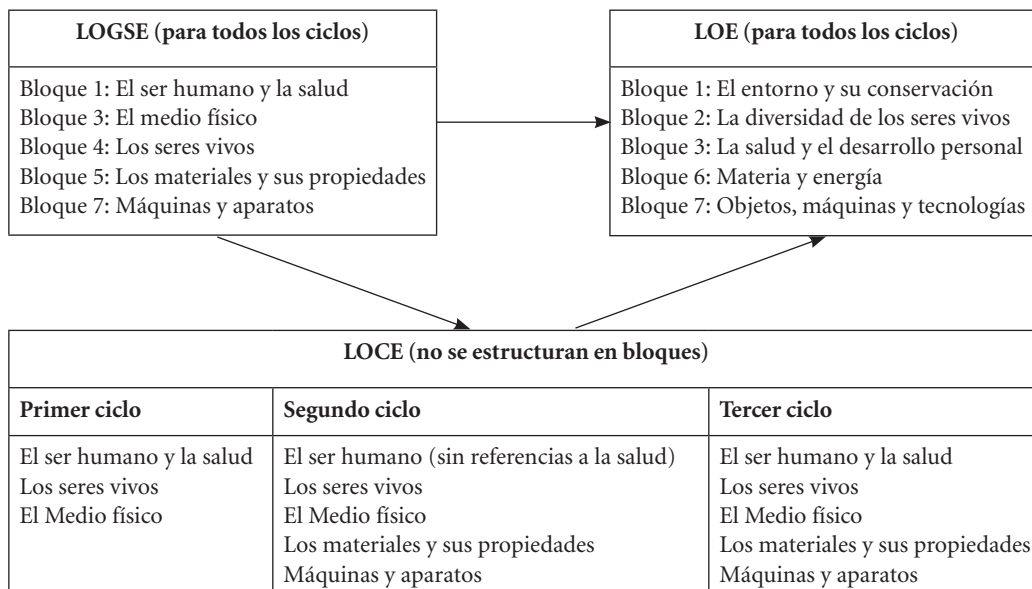 LOGSE (para todos los ciclos)
Bloque 1: El ser humano y la salud
Bloque 3: El medio físico
Bloque 4: Los seres vivos
Bloque 5: Los materiales y sus propiedades
Bloque 7: Máquinas y aparatos
LOE (para todos los ciclos)
Bloque 1: El entorno y su conservación
Bloque 2: La diversidad de los seres vivos
Bloque 3: La salud y el desarrollo personal
Bloque 6: Materia y energía
Bloque 7: Objetos, máquinas y tecnologías
LOCE (no se estructuran en bloques)
Primer ciclo
El ser humano y la salud
Los seres vivos
El Medio físico
Segundo ciclo
El ser humano (sin referencias a la salud)
Los seres vivos
El Medio físico
Los materiales y sus propiedades
Máquinas y aparatos
Tercer ciclo
El ser humano y la salud
Los seres vivos
El Medio físico
Los materiales y sus propiedades
Máquinas y aparatos